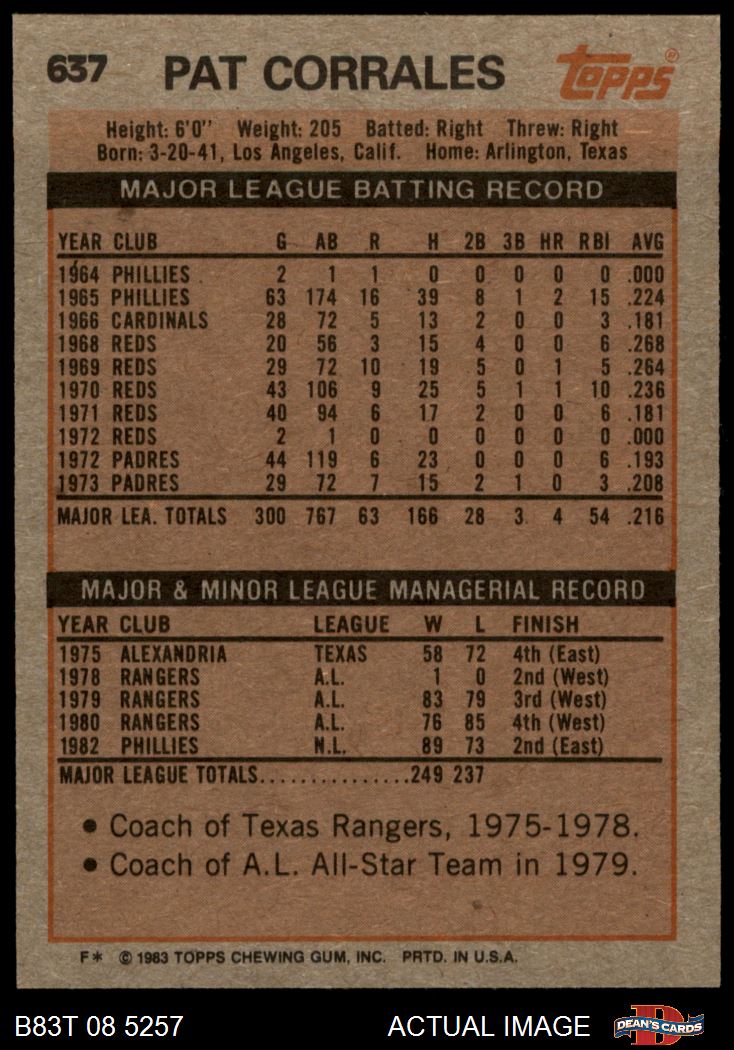 637 PAT CORRALES Topps®
Height: 6'0" Weight: 205 Batted: Right Threw: Right
Born: 3-20-41, Los Angeles, Calif. Home: Arlington, Texas
MAJOR LEAGUE BATTING RECORD
YEAR CLUB G AB R H 2B 3B HR RBI AVG
1964 PHILLIES 2 1 1 0 0 0 0 0 .000
1965 PHILLIES 63 174 16 39 8 1 2 15 .224
1966 CARDINALS 28 72 5 13 2 0 0 3 .181
1968 REDS 20 56 3 15 4 0 0 6 .268
1969 REDS 29 72 10 19 5 0 1 5 .264
1970 REDS 43 106 9 25 5 1 1 10 .236
1971 REDS 40 94 6 17 2 0 0 6 .181
1972 REDS 2 1 0 0 0 0 0 0 .000
1972 PADRES 44 119 6 23 0 0 0 6 .193
1973 PADRES 29 72 7 15 2 1 0 3 .208
MAJOR LEA. TOTALS 300 767 63 166 28 3 4 54 .216
MAJOR & MINOR LEAGUE MANAGERIAL RECORD
YEAR CLUB LEAGUE W L FINISH
1975 ALEXANDRIA TEXAS 58 72 4th (East)
1978 RANGERS A.L. 1 0 2nd (West)
1979 RANGERS A.L. 83 79 3rd (West)
1980 RANGERS A.L. 76 85 4th (West)
1982 PHILLIES N.L. 89 73 2nd (East)
MAJOR LEAGUE TOTALS...............249 237
• Coach of Texas Rangers, 1975-1978.
• Coach of A.L. All-Star Team in 1979.
F* © 1983 TOPPS CHEWING GUM, INC. PRTD. IN U.S.A.
B83T 08 5257 ACTUAL IMAGE D DEAN'S CARDS